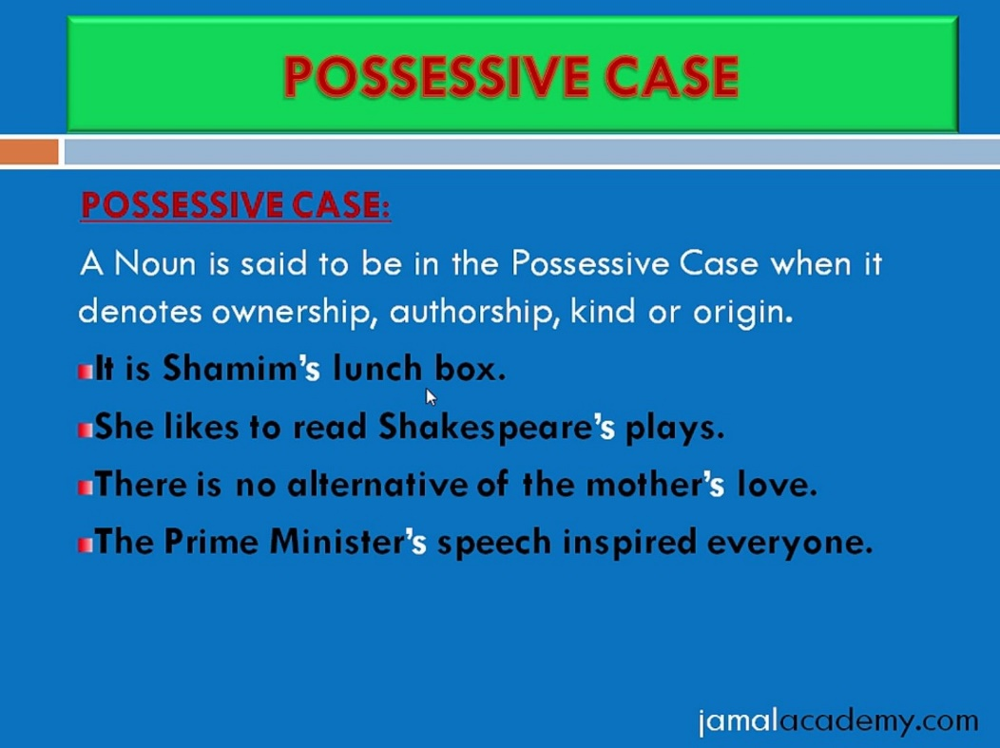 POSSESSIVE CASE
POSSESSIVE CASE:
A Noun is said to be in the Possessive Case when it
denotes ownership, authorship, kind or origin.
It is Shamim’s lunch box.
She likes to read Shakespeare’s plays.
There is no alternative of the mother’s love.
The Prime Minister’s speech inspired everyone.
jamalacademy.com